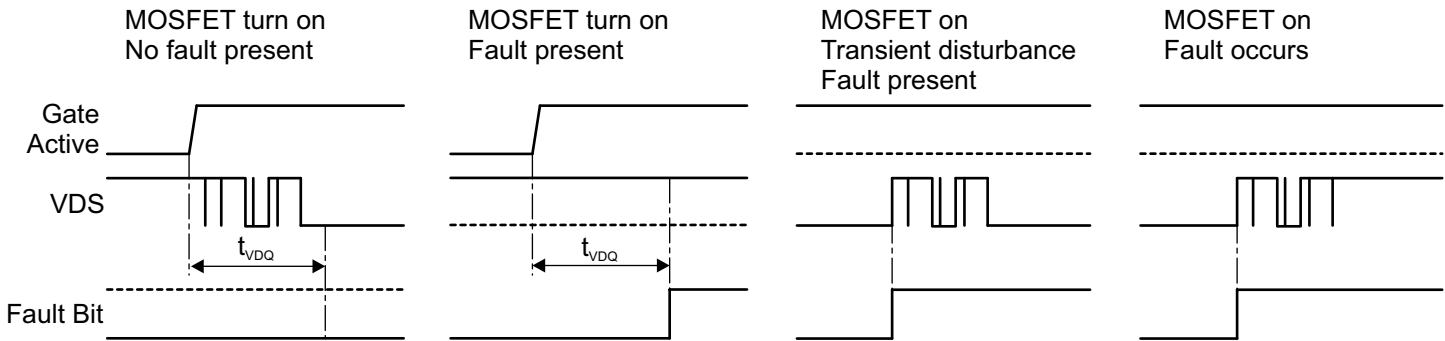 MOSFET turn on
No fault present
MOSFET turn on
Fault present
MOSFET on
Transient disturbance
Fault present
MOSFET on
Fault occurs
Gate
Active
VDS
tVDQ
tVDQ
Fault Bit